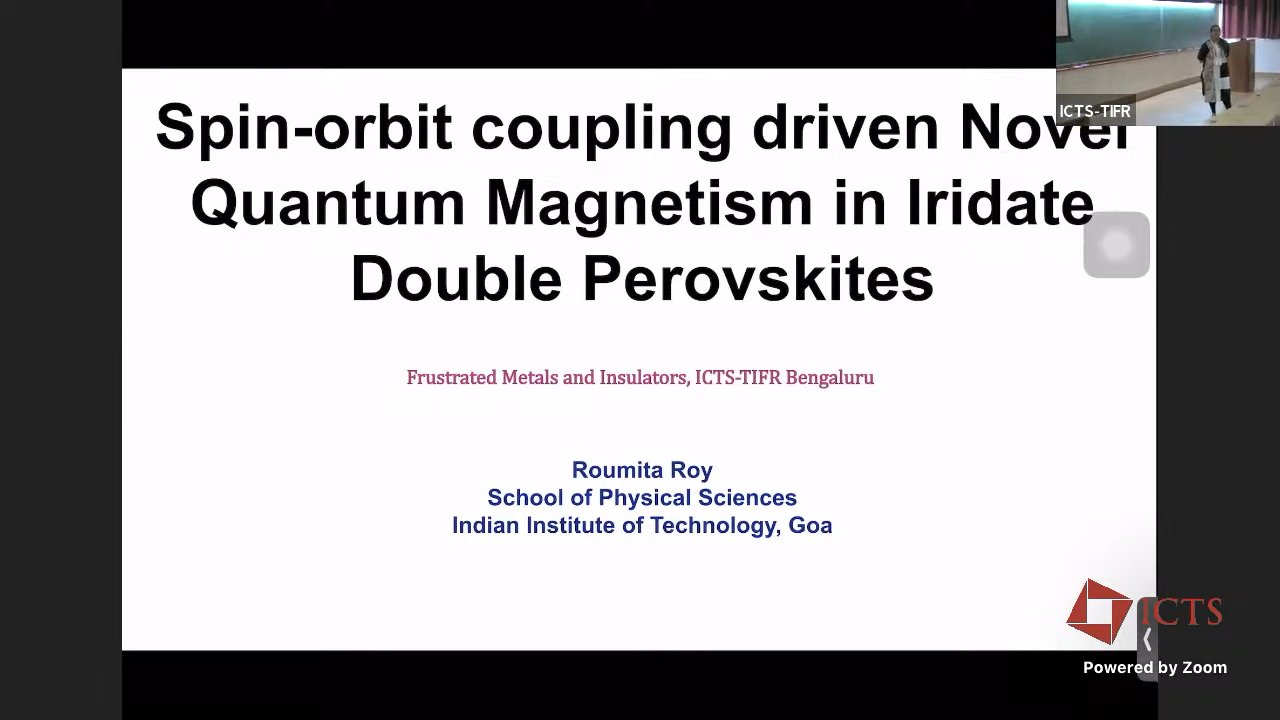 Spin-orbit coupling driven Novel
Quantum Magnetism in Iridate
Double Perovskites
ICTS-TIFR
Frustrated Metals and Insulators, ICTS-TIFR Bengaluru
Roumita Roy
School of Physical Sciences
Indian Institute of Technology, Goa
ICTS
Powered by Zoom